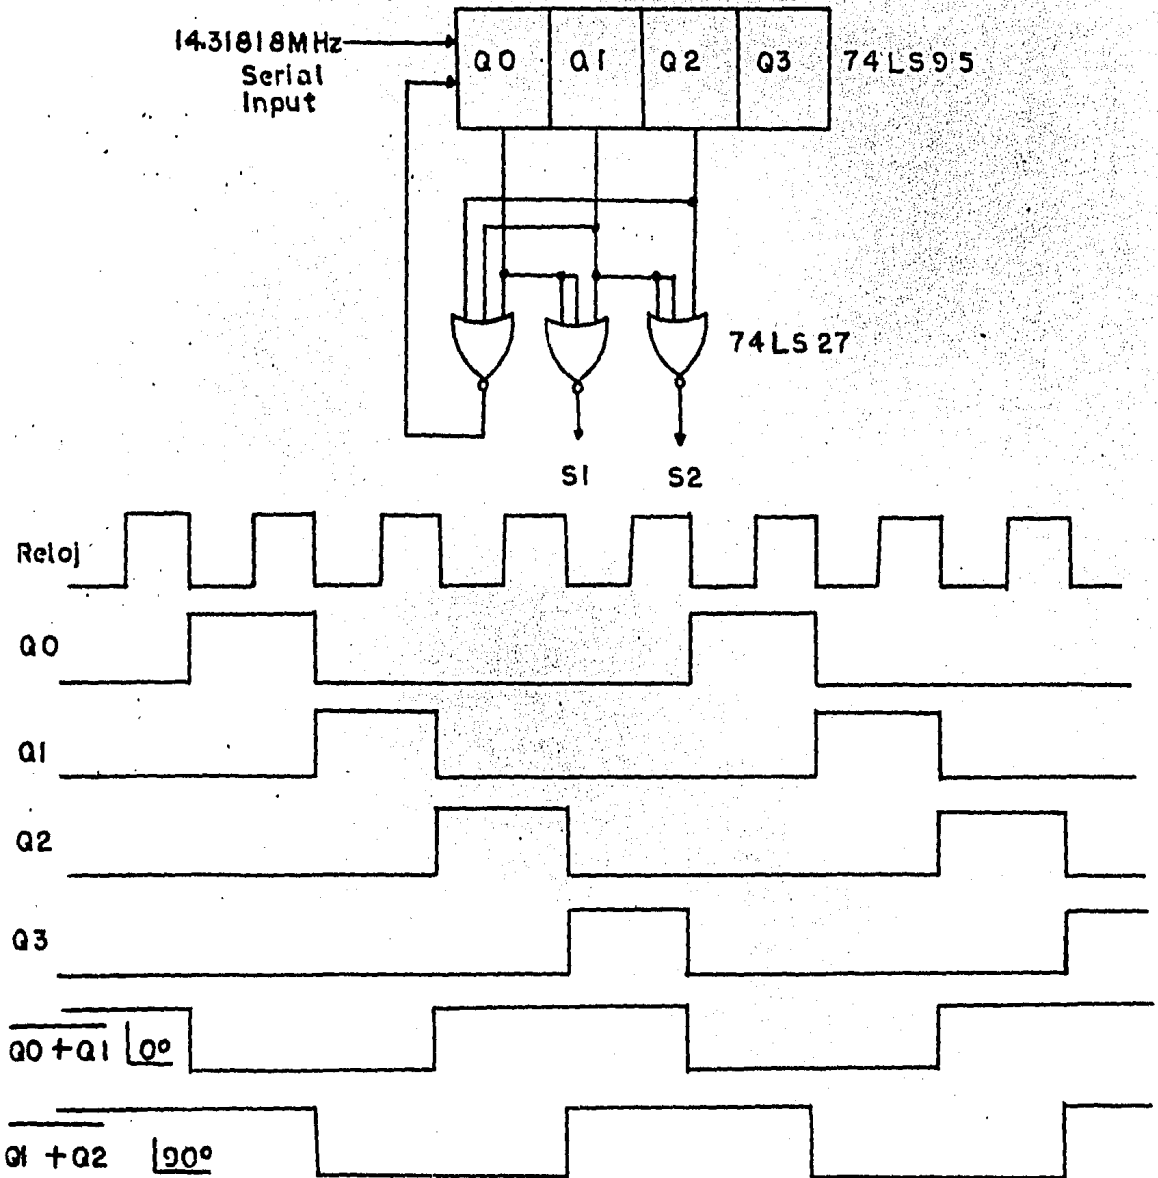 14.31818MHz
Serial
Input
Q0 Q1 Q2 Q3 74LS95
74LS27
S1 S2
Reloj
Q0
Q1
Q2
Q3
Q0 + Q1 0°
Q1 + Q2 90°